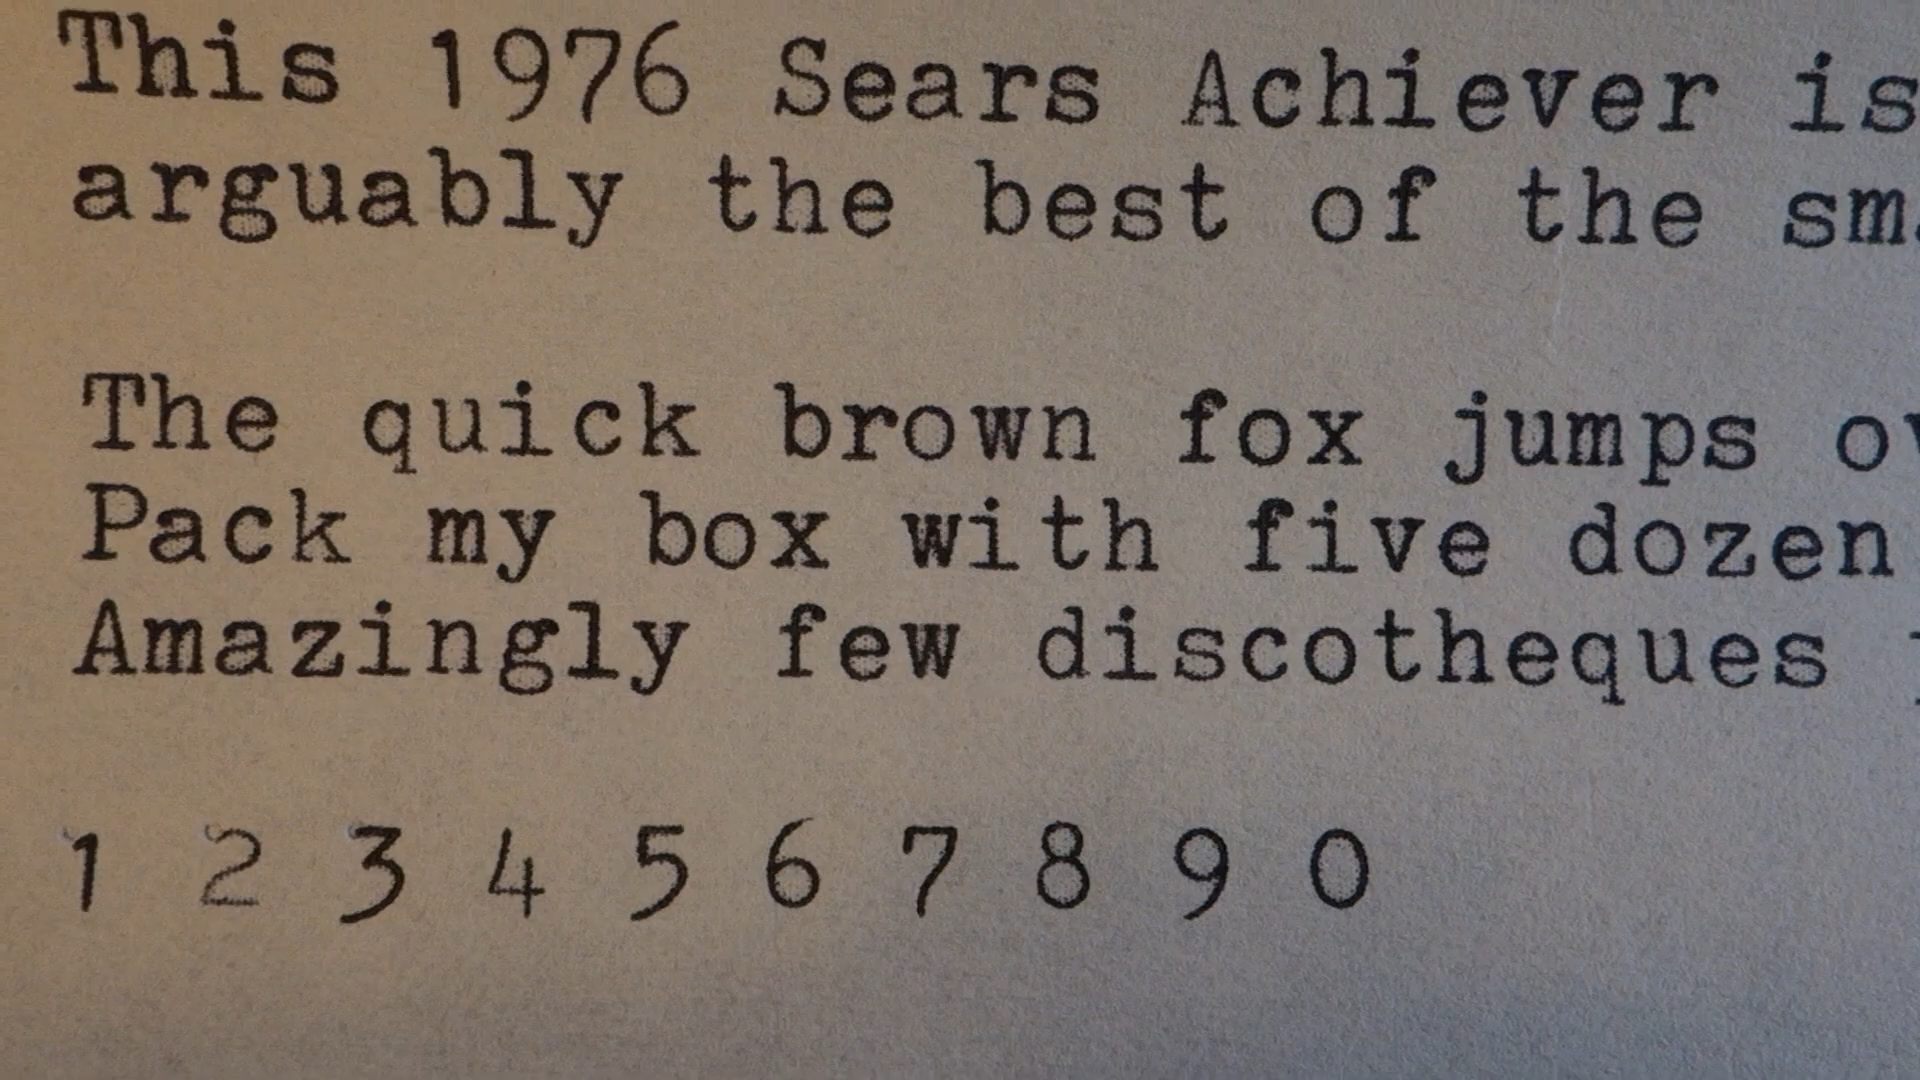 This 1976 Sears Achiever is
arguably the best of the
The quick brown fox jumps
Pack my box with five dozen
Amazingly few discotheques
1 2 3 4 5 6 7 8 9 0